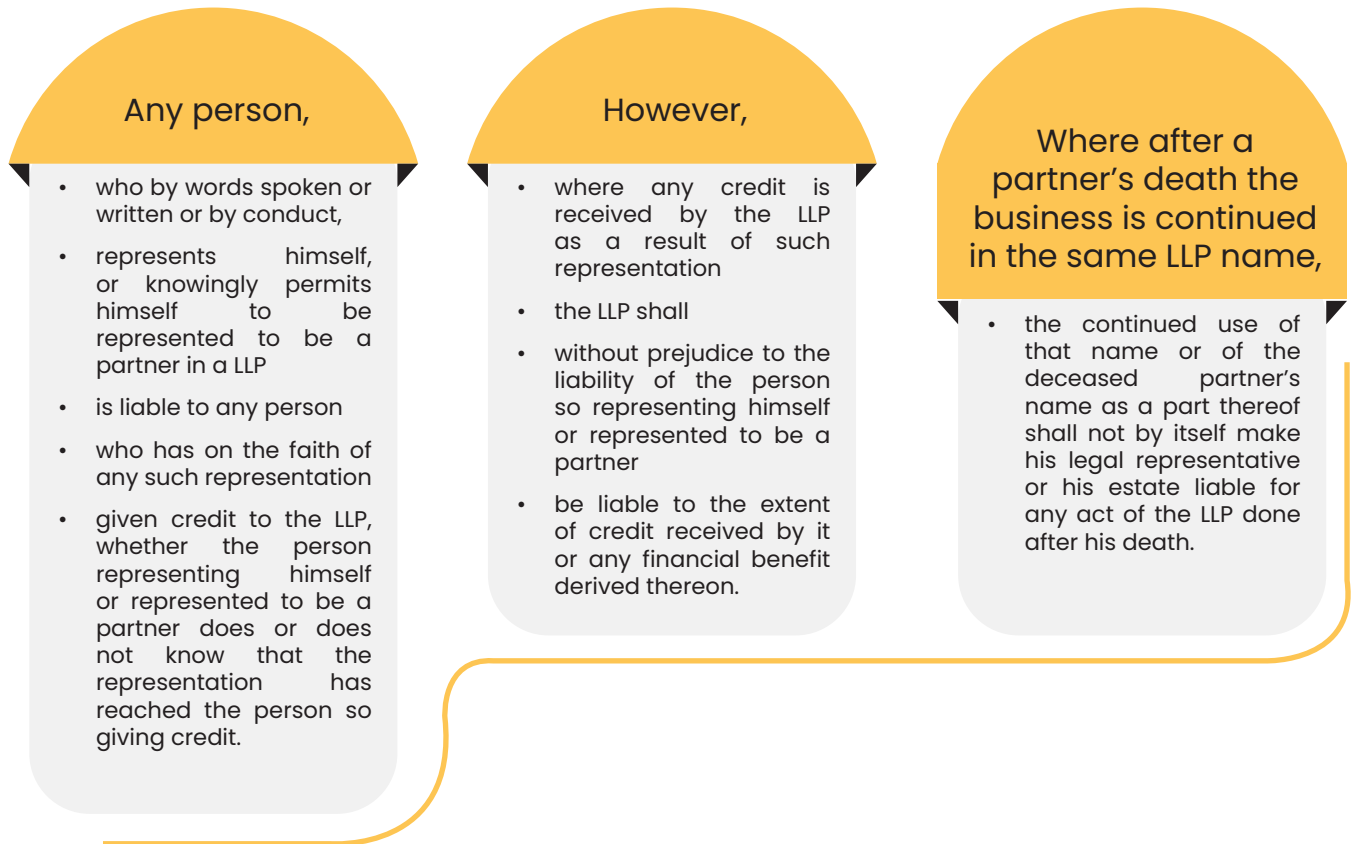 Any person,
• who by words spoken or
written or by conduct,
• represents himself,
or knowingly permits
himself to be
represented to be a
partner in a LLP
• is liable to any person
• who has on the faith of
any such representation
• given credit to the LLP,
whether the person
representing himself
or represented to be a
partner does or does
not know that the
representation has
reached the person so
giving credit.
However,
• where any credit is
received by the LLP
as a result of such
representation
• the LLP shall
• without prejudice to the
liability of the person
so representing himself
or represented to be a
partner
• be liable to the extent
of credit received by it
or any financial benefit
derived thereon.
Where after a
partner’s death the
business is continued
in the same LLP name,
• the continued use of
that name or of the
deceased partner’s
name as a part thereof
shall not by itself make
his legal representative
or his estate liable for
any act of the LLP done
after his death.